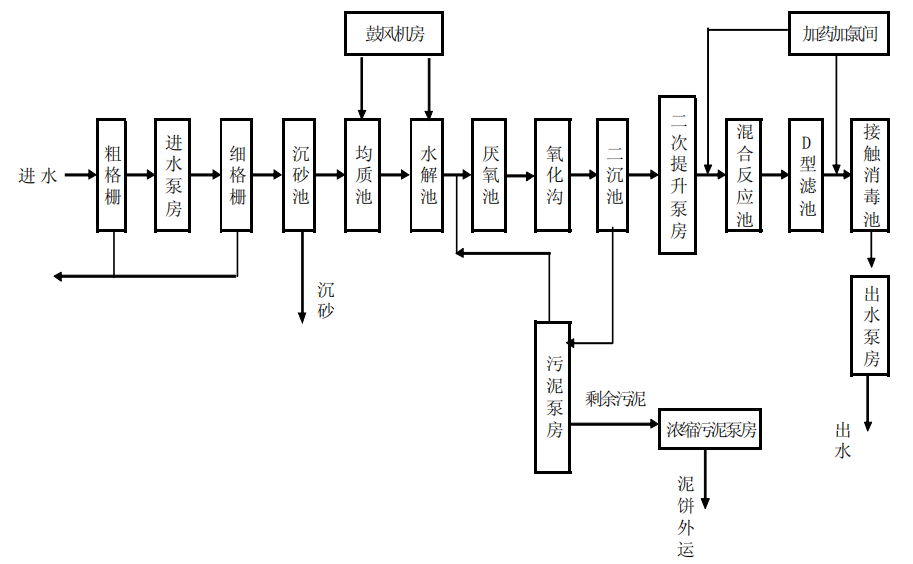 鼓风机房
加药加氯间
进水
粗格栅
进水泵房
细格栅
沉砂池
均质池
水解池
厌氧池
氧化沟
二沉池
二次提升泵房
混合反应池
D型滤池
接触消毒池
沉砂
出水泵房
污泥泵房
剩余污泥
浓缩污泥泵房
出水
泥饼外运